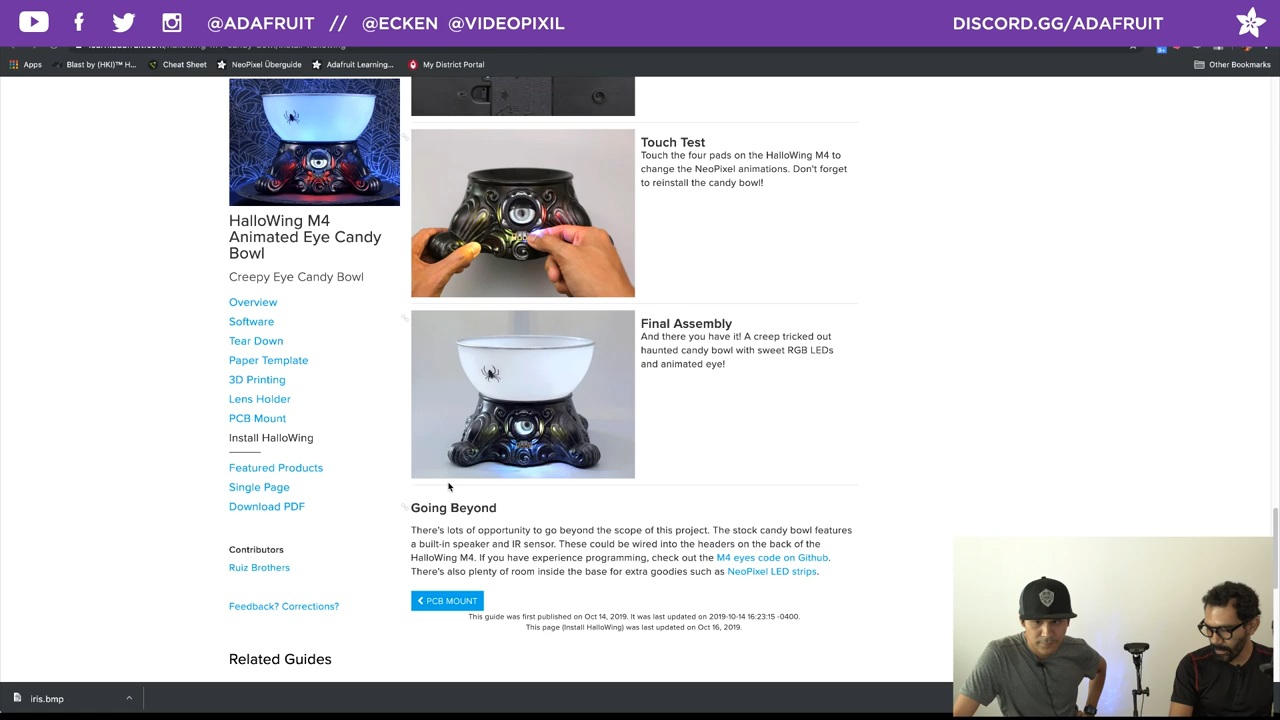 @ADAFRUIT // @ECKEN @VIDEOPIXIL
DISCORD.GG/ADAFRUIT
Apps
Blast by (HKI)™ H...
Cheat Sheet
NeoPixel Überguide
Adafruit Learning...
My District Portal
Other Bookmarks
HalloWing M4
Animated Eye Candy
Bowl
Creepy Eye Candy Bowl
Overview
Software
Tear Down
Paper Template
3D Printing
Lens Holder
PCB Mount
Install HalloWing
Featured Products
Single Page
Download PDF
Contributors
Ruiz Brothers
Feedback? Corrections?
Touch Test
Touch the four pads on the HalloWing M4 to
change the NeoPixel animations. Don't forget
to reinstall the candy bowl!
Final Assembly
And there you have it! A creep tricked out
haunted candy bowl with sweet RGB LEDs
and animated eye!
Going Beyond
There's lots of opportunity to go beyond the scope of this project. The stock candy bowl features
a built-in speaker and IR sensor. These could be wired into the headers on the back of the
HalloWing M4. If you have experience programming, check out the M4 eyes code on Github.
There's also plenty of room inside the base for extra goodies such as NeoPixel LED strips.
PCB MOUNT
This guide was first published on Oct 14, 2019. It was last updated on 2019-10-14 16:23:15 -0400.
This page (Install HalloWing) was last updated on Oct 16, 2019.
Related Guides
iris.bmp